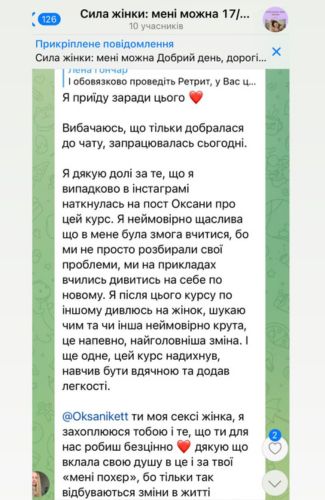 126
Сила жінки: мені можна 17/...
10 учасників
Прикріплене повідомлення
Сила жінки: мені можна Добрий день, дорогі...
Лена Гончар
І обовязково проведіть Ретрит, у Вас ц...
Я приїду заради цього ❤️
Вибачаюсь, що тільки добралася
до чату, запрацювалась сьогодні.
Я дякую долі за те, що я
випадково в інстаграмі
наткнулась на пост Оксани про
цей курс. Я неймовірно щаслива
що в мене була змога вчитися, бо
ми не просто розбирали свої
проблеми, ми на прикладах
вчились дивитись на себе по
новому. Я після цього курсу по
іншому дивлюсь на жінок, шукаю
чим та чи інша неймовірно крута,
це напевно, найголовніша зміна. І
ще одне, цей курс надихнув,
навчив бути вдячною та додав
легкості.
@Oksanikett ти моя сексі жінка, я
захоплююся тобою і те, що ти для
нас робиш безцінно ❤️ дякую що
вклала свою душу в це і за твої
«мені похєр», бо тільки так
відбуваються зміни в житті
2